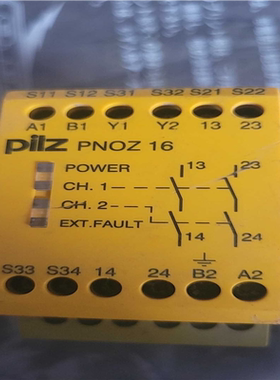 S11 S12 S31 S32 S21 S22
A1 B1 Y1 Y2 13 23
pilz PNOZ 16
POWER
CH. 1
CH. 2
EXT.FAULT
13 23
14 24
S33 S34 14 24 B2 A2